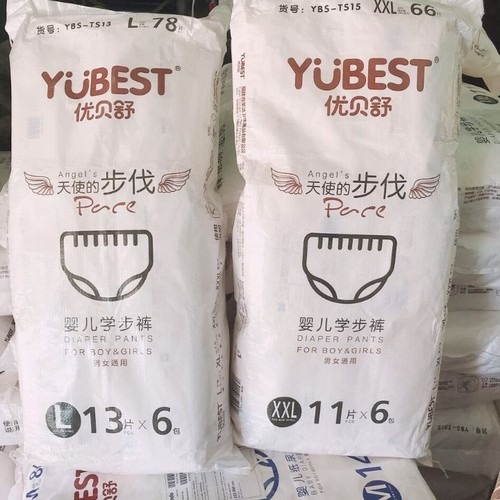 货号: YBS-TS13 L 78
YÜBEST®
优贝舒
Angel's
天使的步伐
Pace
婴儿学步裤
DIAPER PANTS
FOR BOY&GIRLS
男女通用
L 13片×6包
货号: YBS-TS15 XXL 66
YÜBEST®
优贝舒
Angel's
天使的步伐
Pace
婴儿学步裤
DIAPER PANTS
FOR BOY&GIRLS
男女通用
XXL 11片×6包
YUBEST